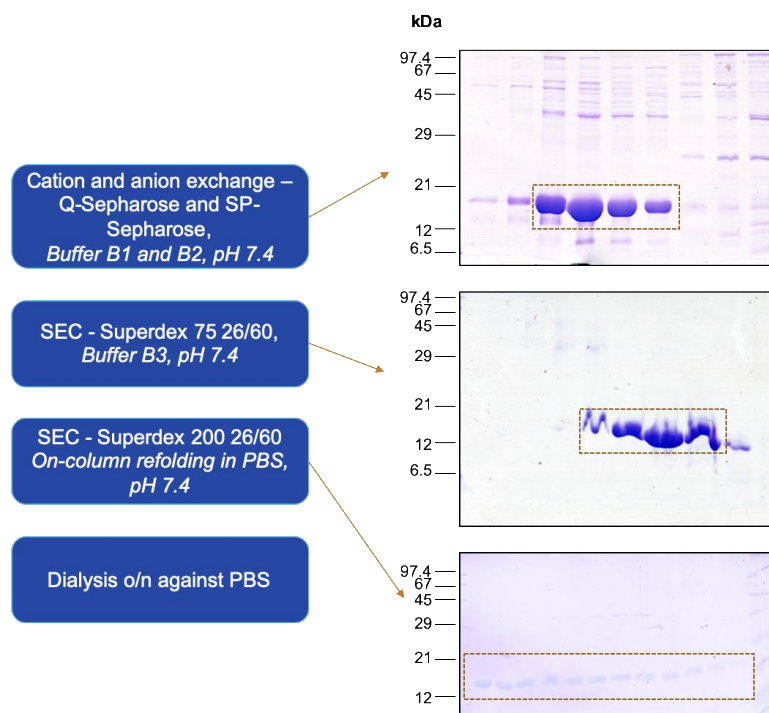 kDa
97.4
67
45
29
21
12
6.5
Cation and anion exchange –
Q-Sepharose and SP-
Sepharose,
Buffer B1 and B2, pH 7.4
97.4
67
45
29
21
12
6.5
SEC - Superdex 75 26/60,
Buffer B3, pH 7.4
SEC - Superdex 200 26/60
On-column refolding in PBS,
pH 7.4
Dialysis o/n against PBS
97.4
67
45
29
21
12